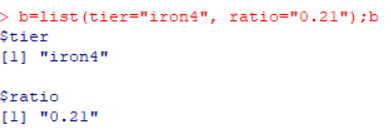 > b=list(tier="iron4", ratio="0.21");b
$tier
[1] "iron4"
$ratio
[1] "0.21"